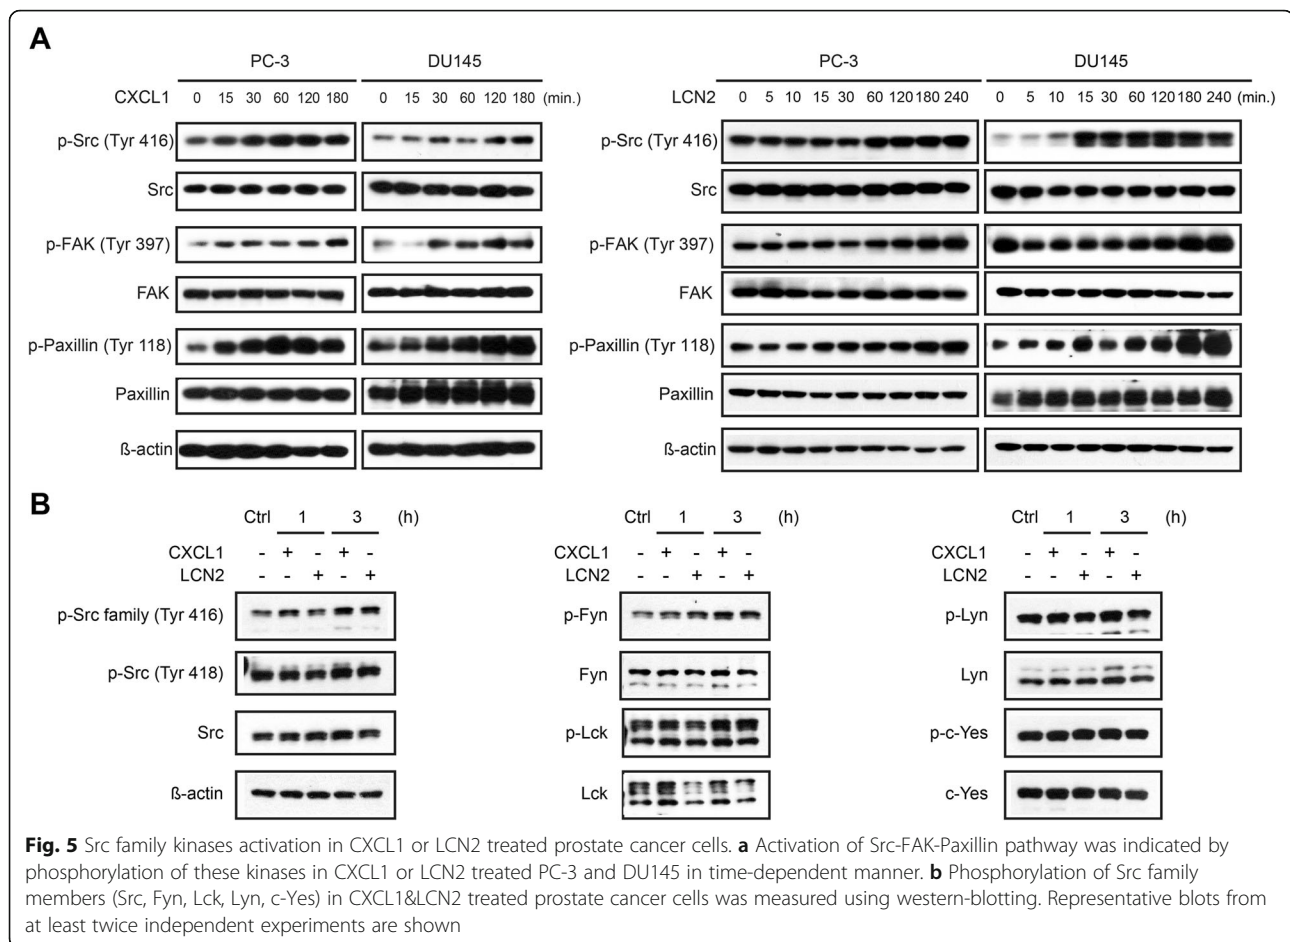 A
PC-3 DU145 PC-3 DU145
CXCL1 0 15 30 60 120 180 0 15 30 60 120 180 (min.) LCN2 0 5 10 15 30 60 120 180 240 0 5 10 15 30 60 120 180 240 (min.)
p-Src (Tyr 416) p-Src (Tyr 416)
Src Src
p-FAK (Tyr 397) p-FAK (Tyr 397)
FAK FAK
p-Paxillin (Tyr 118) p-Paxillin (Tyr 118)
Paxillin Paxillin
ß-actin ß-actin
B
Ctrl 1 3 (h) Ctrl 1 3 (h) Ctrl 1 3 (h)
CXCL1 - + - + - CXCL1 - + - + - CXCL1 - + - + -
LCN2 - - + - + LCN2 - - + - + LCN2 - - + - +
p-Src family (Tyr 416) p-Fyn p-Lyn
p-Src (Tyr 418) Fyn Lyn
Src p-Lck p-c-Yes
ß-actin Lck c-Yes
Fig. 5 Src family kinases activation in CXCL1 or LCN2 treated prostate cancer cells. a Activation of Src-FAK-Paxillin pathway was indicated by
phosphorylation of these kinases in CXCL1 or LCN2 treated PC-3 and DU145 in time-dependent manner. b Phosphorylation of Src family
members (Src, Fyn, Lck, Lyn, c-Yes) in CXCL1&LCN2 treated prostate cancer cells was measured using western-blotting. Representative blots from
at least twice independent experiments are shown